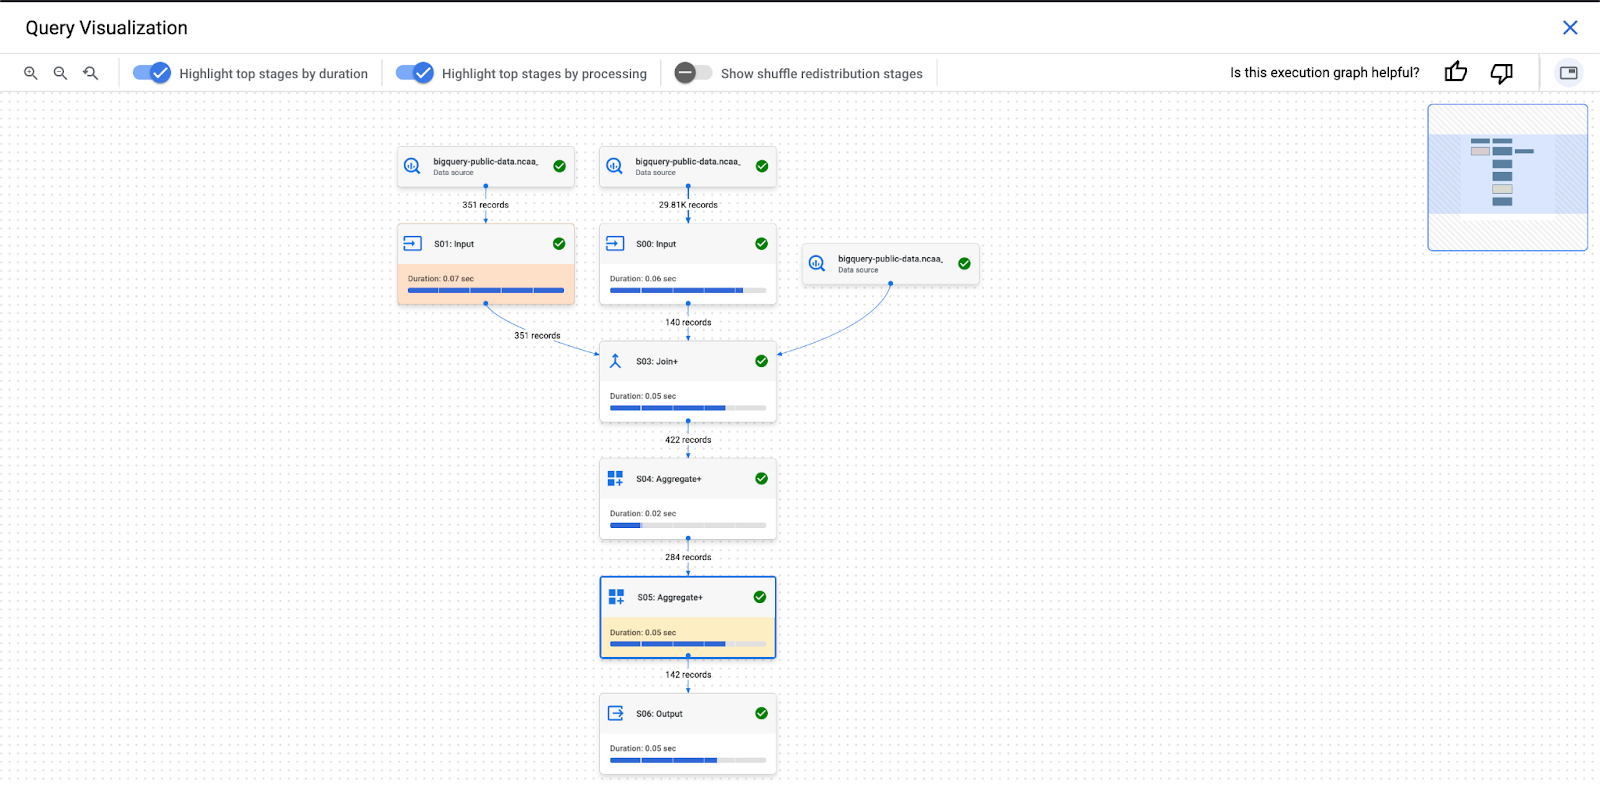 Query Visualization
Highlight top stages by duration
Highlight top stages by processing
Show shuffle redistribution stages
Is this execution graph helpful?
bigquery-public-data.ncaa_
Data source
bigquery-public-data.ncaa_
Data source
351 records
29.81K records
S01: Input
Duration: 0.07 sec
S00: Input
Duration: 0.06 sec
bigquery-public-data.ncaa_
Data source
351 records
140 records
S03: Join+
Duration: 0.05 sec
422 records
S04: Aggregate+
Duration: 0.02 sec
284 records
S05: Aggregate+
Duration: 0.05 sec
142 records
S06: Output
Duration: 0.05 sec